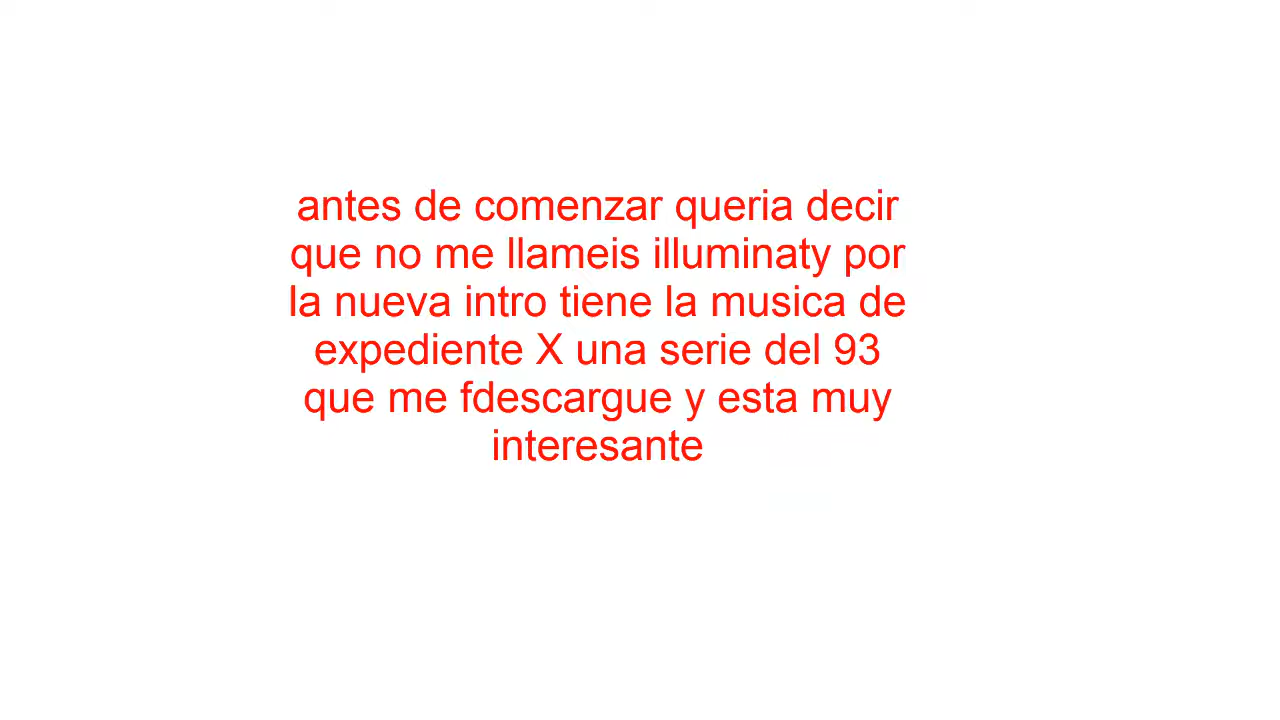 antes de comenzar queria decir
que no me llameis illuminaty por
la nueva intro tiene la musica de
expediente X una serie del 93
que me fdescargue y esta muy
interesante